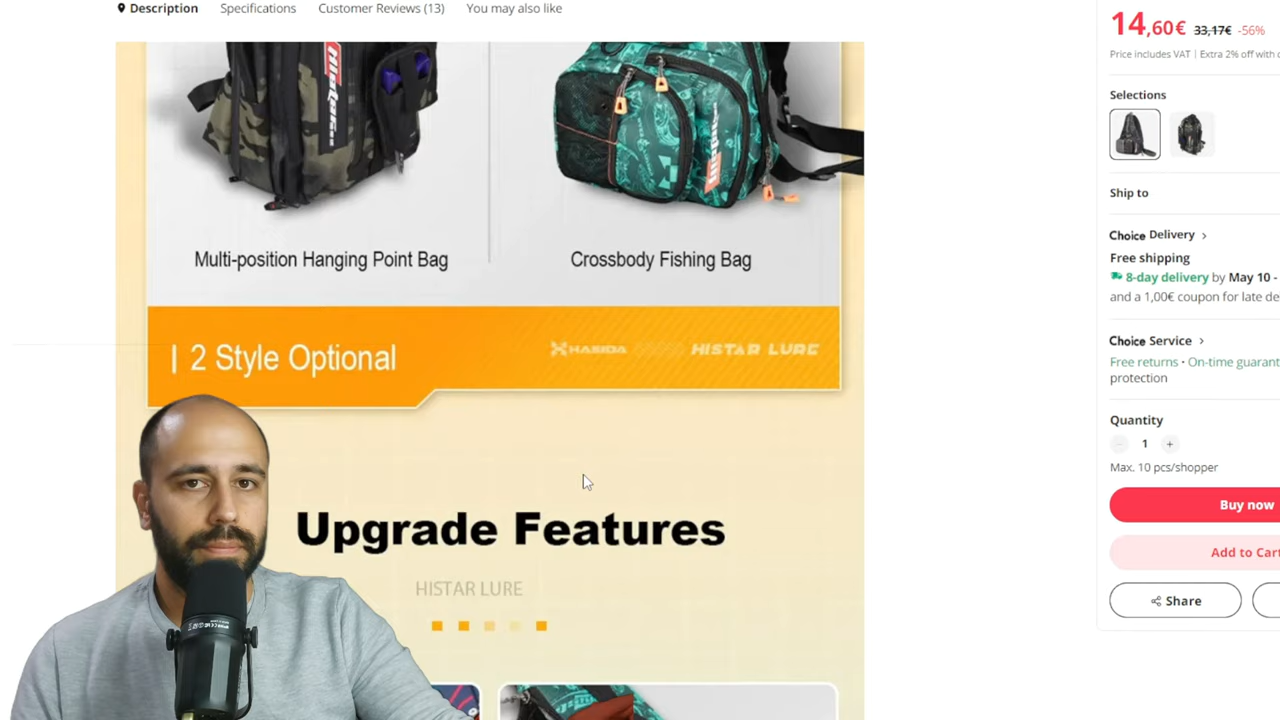 Description Specifications Customer Reviews (13) You may also like
Histar
Multi-position Hanging Point Bag
Crossbody Fishing Bag
| 2 Style Optional
HASIDA HISTAR LURE
Upgrade Features
HISTAR LURE
14,60€ 33,17€ -56%
Price includes VAT | Extra 2% off with
Selections
Ship to
Choice Delivery >
Free shipping
8-day delivery by May 10 -
and a 1,00€ coupon for late de
Choice Service >
Free returns · On-time guarant
protection
Quantity
− 1 +
Max. 10 pcs/shopper
Buy now
Add to Cart
Share